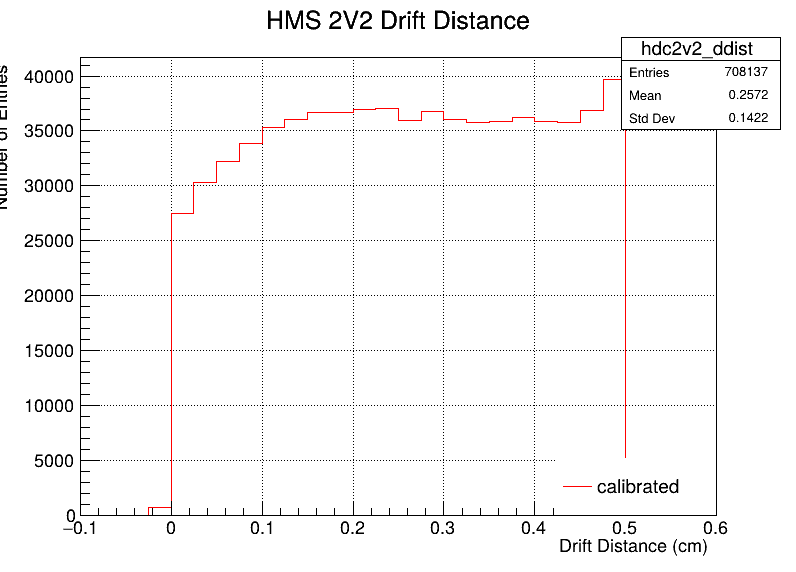 HMS 2V2 Drift Distance
hdc2v2_ddist
Entries 708137
Mean 0.2572
Std Dev 0.1422
Number of Entries
40000
35000
30000
25000
20000
15000
10000
5000
0
−0.1 0 0.1 0.2 0.3 0.4 0.5 0.6
calibrated
Drift Distance (cm)